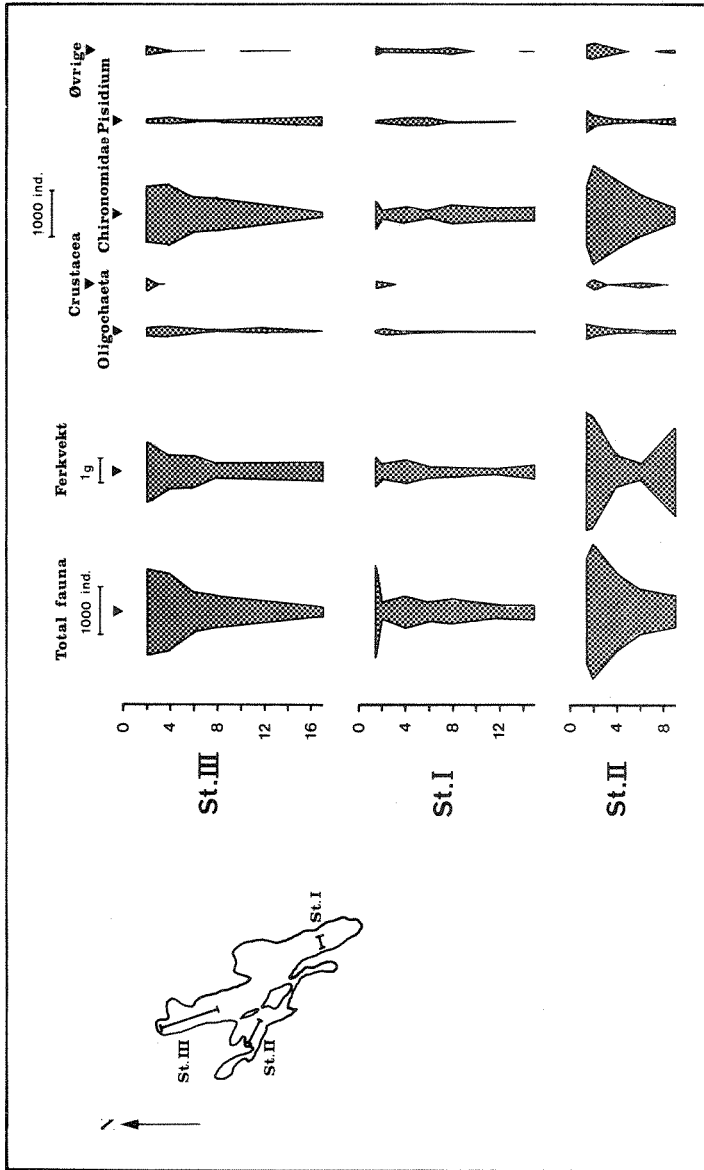 N
St.III
St.II
St.I
Total fauna
1000 ind.
Ferkvekt
1g
Oligochaeta
Crustacea
Chironomidae
1000 ind.
Pisidium
Øvrige
St.III
0
4
8
12
16
St.I
0
4
8
12
St.II
0
4
8